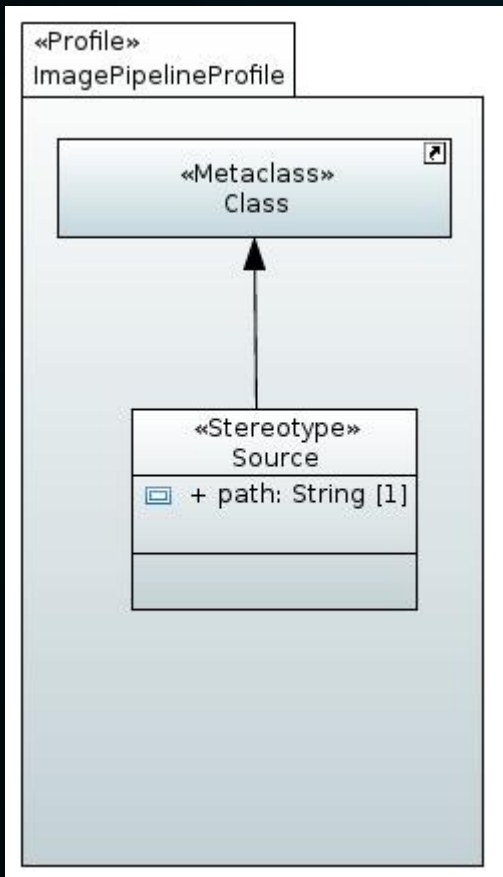 «Profile»
ImagePipelineProfile
«Metaclass»
Class
«Stereotype»
Source
+ path: String [1]